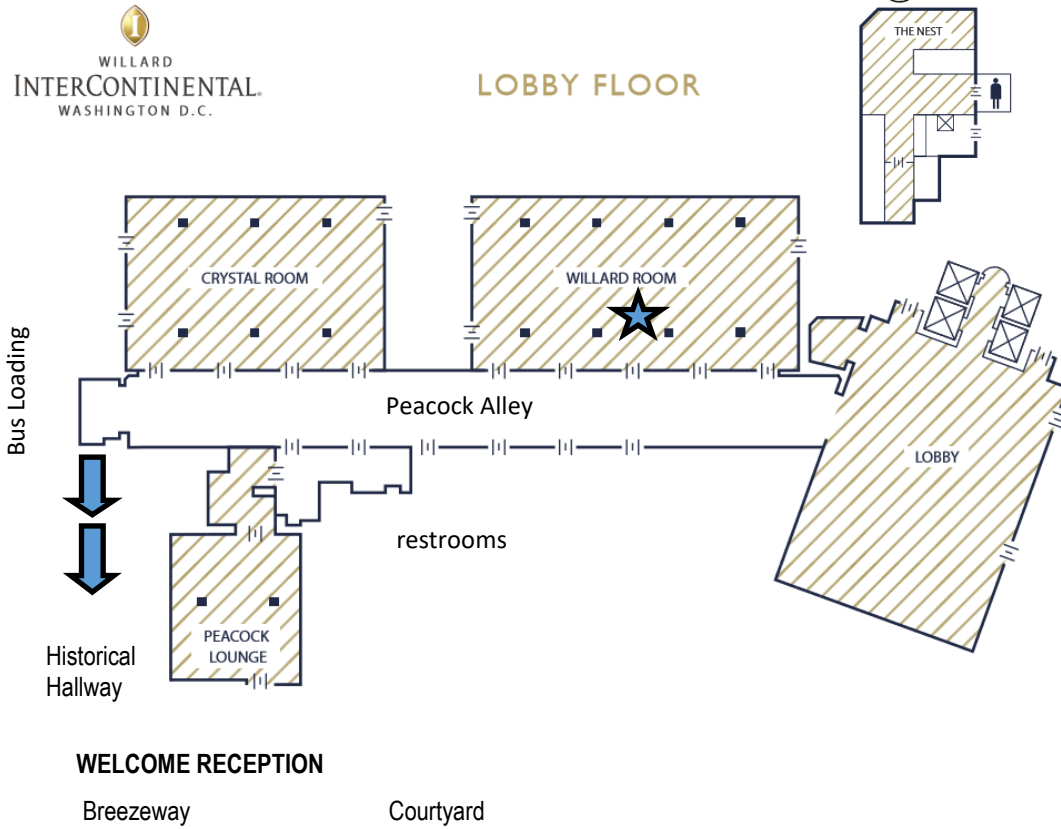 WILLARD
INTERCONTINENTAL®
WASHINGTON D.C.
LOBBY FLOOR
THE NEST
CRYSTAL ROOM
WILLARD ROOM
Bus Loading
Peacock Alley
LOBBY
restrooms
PEACOCK
LOUNGE
Historical
Hallway
WELCOME RECEPTION
Breezeway
Courtyard